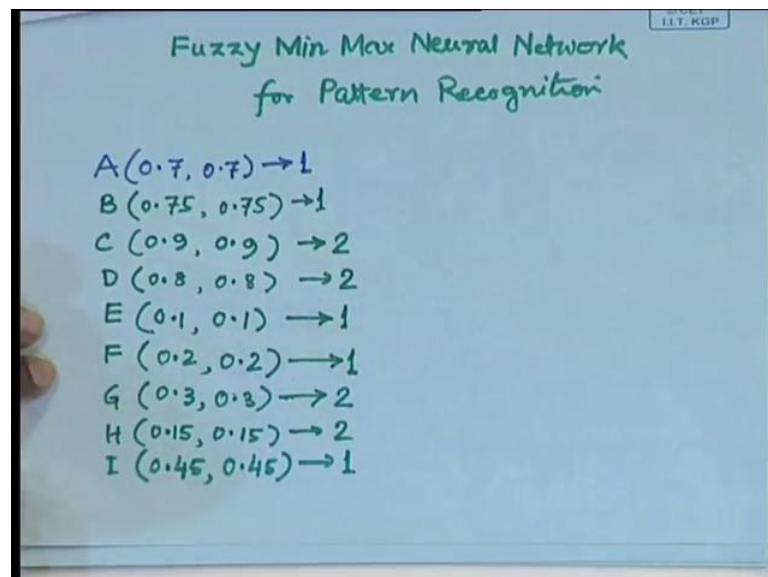 I.I.T. KGP
Fuzzy Min Max Neural Network
for Pattern Recognition
A(0.7, 0.7)→1
B (0.75, 0.75)→1
C (0.9, 0.9) →2
D (0.8, 0.8) →2
E (0.1, 0.1) →1
F (0.2, 0.2)→1
G (0.3, 0.3)→2
H (0.15, 0.15)→2
I (0.45, 0.45)→1